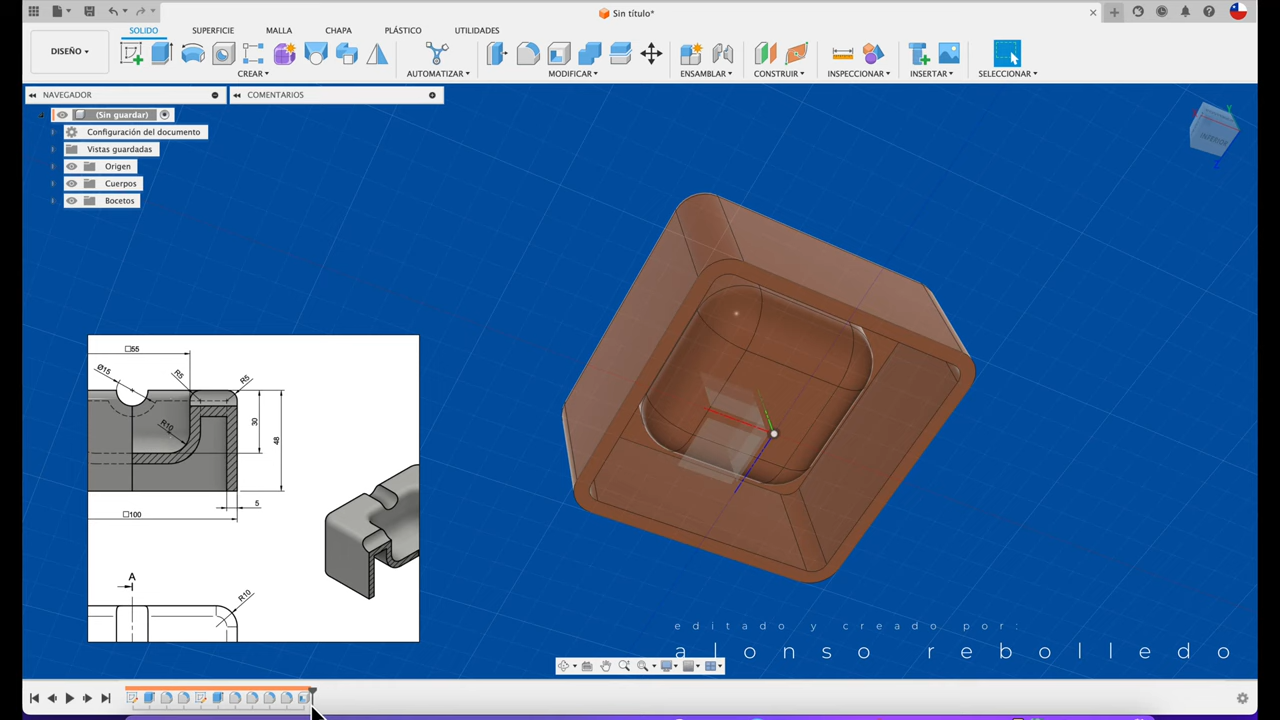 Sin título*
DISEÑO
SOLIDO SUPERFICIE MALLA CHAPA PLÁSTICO UTILIDADES
CREAR AUTOMATIZAR MODIFICAR ENSAMBLAR CONSTRUIR INSPECCIONAR INSERTAR SELECCIONAR
NAVEGADOR COMENTARIOS
(Sin guardar)
Configuración del documento
Vistas guardadas
Origen
Cuerpos
Bocetos
INFERIOR
□55
Ø15
R5
R5
R10
30
48
5
□100
A
R10
editado y creado por:
alonso rebolledo